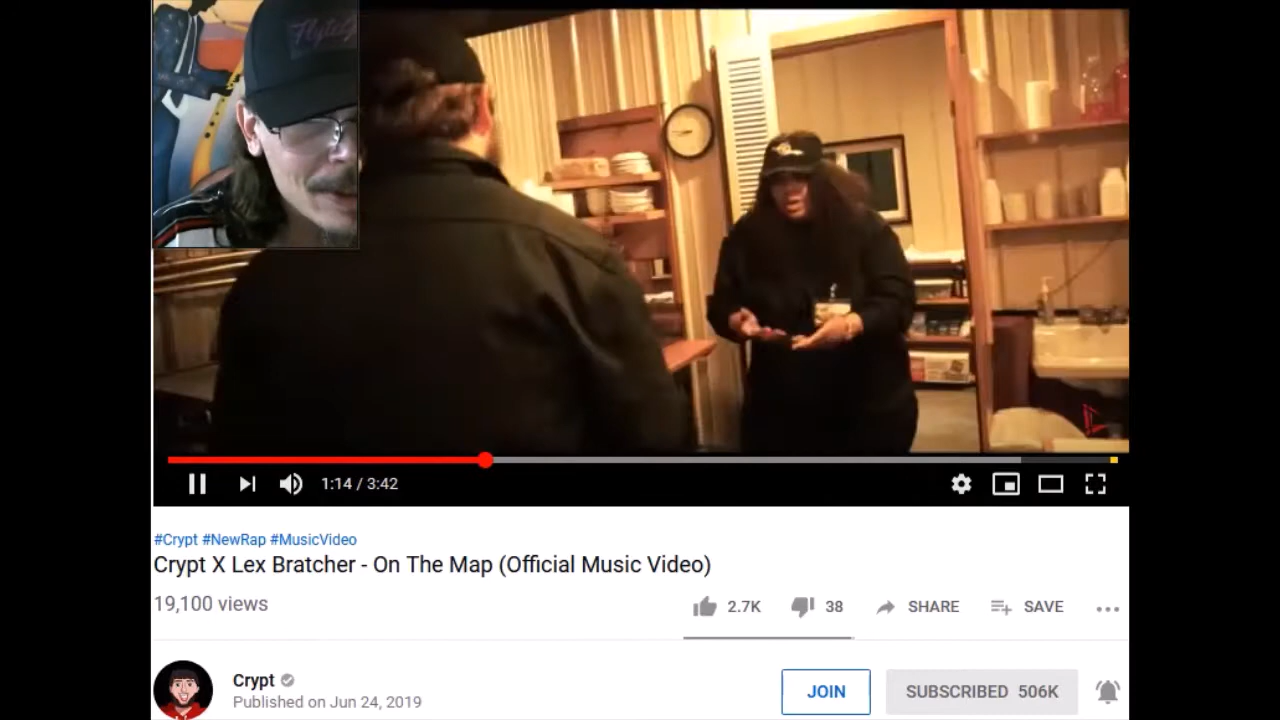 1:14 / 3:42
#Crypt #NewRap #MusicVideo
Crypt X Lex Bratcher - On The Map (Official Music Video)
19,100 views
2.7K
38
SHARE
SAVE
Crypt
Published on Jun 24, 2019
JOIN
SUBSCRIBED 506K